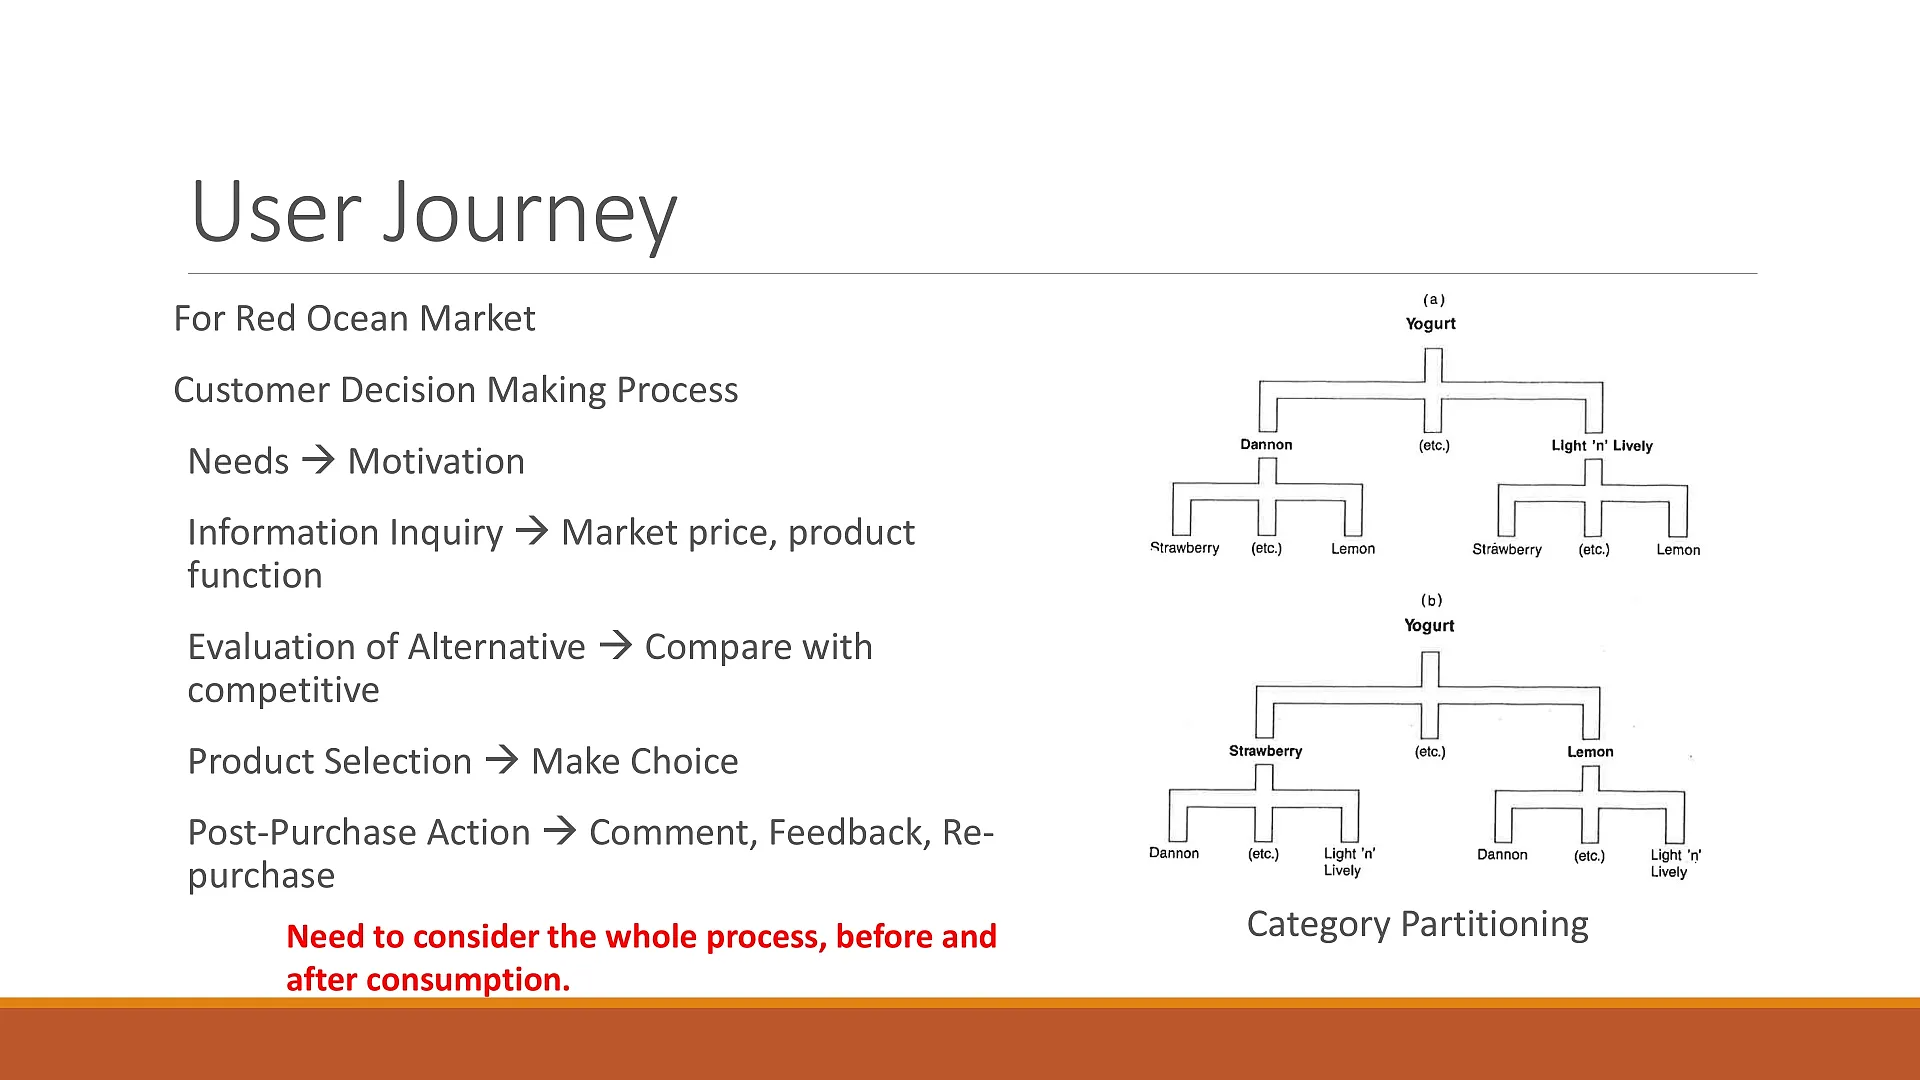 User Journey
For Red Ocean Market
Customer Decision Making Process
Needs → Motivation
Information Inquiry → Market price, product
function
Evaluation of Alternative → Compare with
competitive
Product Selection → Make Choice
Post-Purchase Action → Comment, Feedback, Re-
purchase
Need to consider the whole process, before and
after consumption.
(a)
Yogurt
Dannon (etc.) Light 'n' Lively
Strawberry (etc.) Lemon Strawberry (etc.) Lemon
(b)
Yogurt
Strawberry (etc.) Lemon
Dannon (etc.) Light 'n' Dannon (etc.) Light 'n'
Lively Lively
Category Partitioning